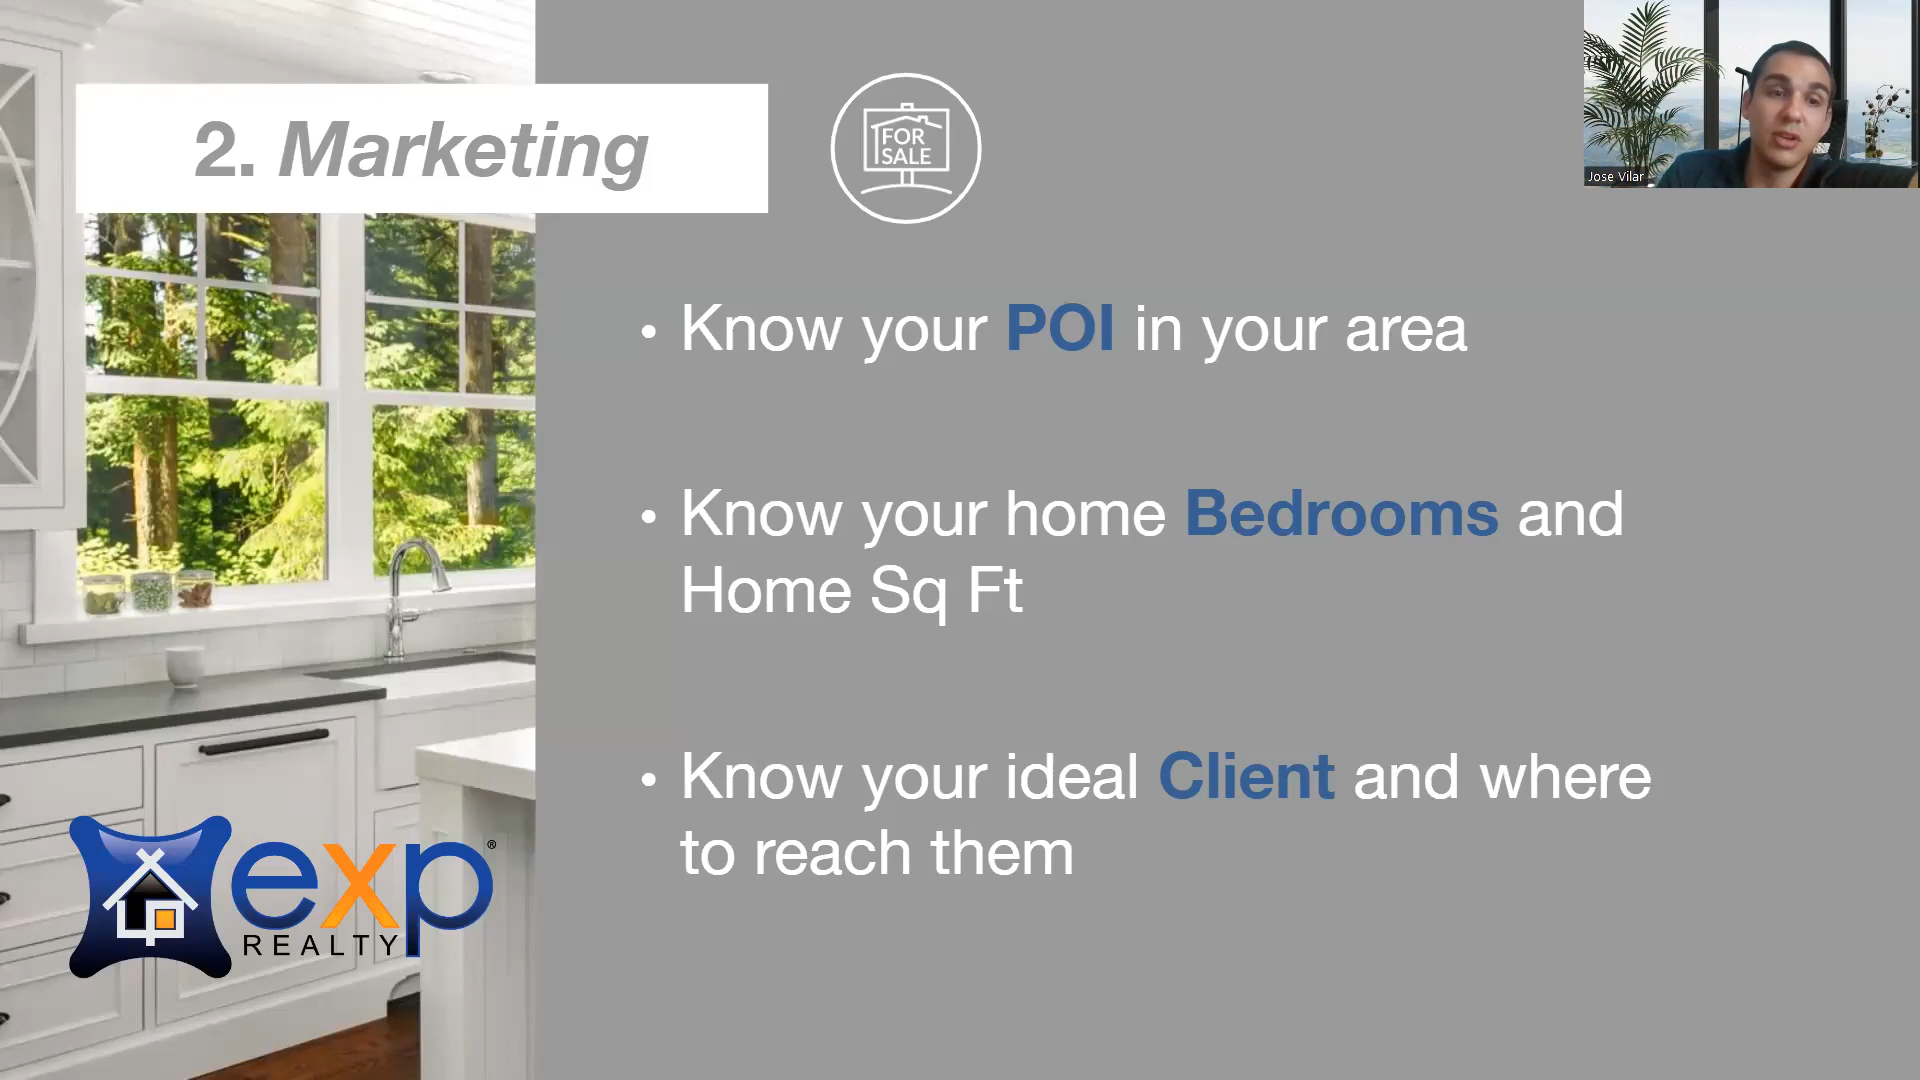 2. Marketing
FOR
SALE
Jose Vilar
• Know your POI in your area
• Know your home Bedrooms and
Home Sq Ft
• Know your ideal Client and where
to reach them
exp®
REALTY